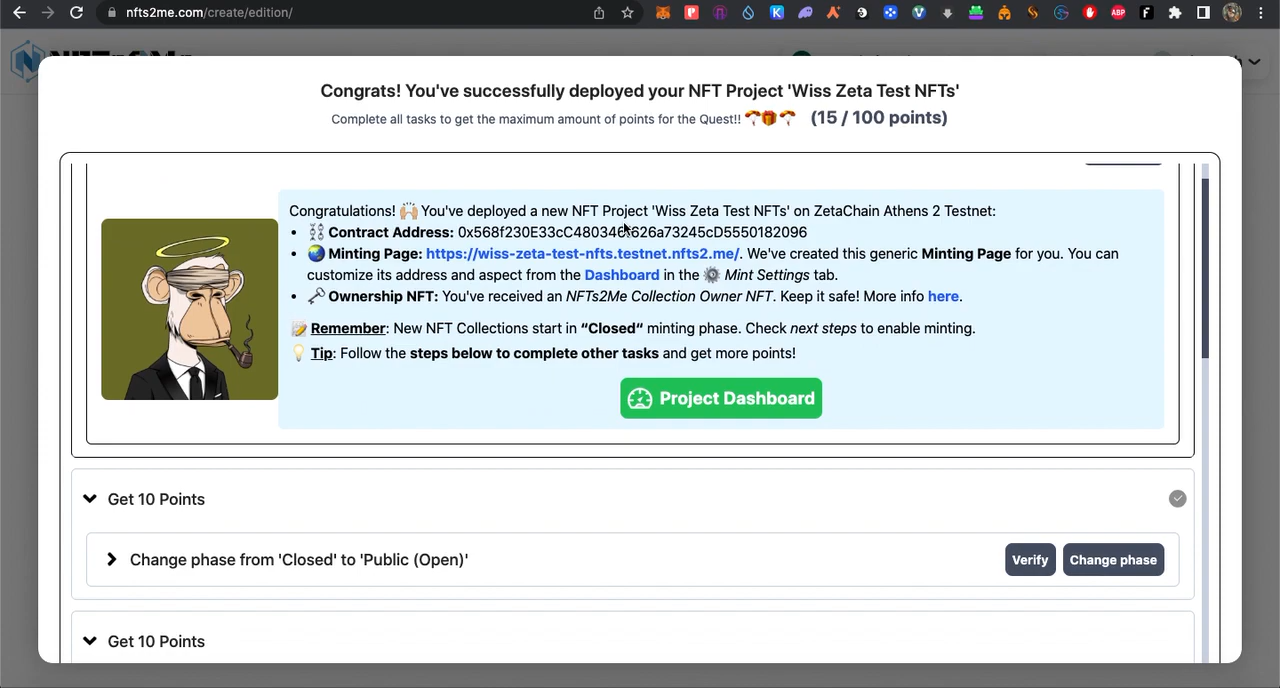 nfts2me.com/create/edition/
Congrats! You've successfully deployed your NFT Project 'Wiss Zeta Test NFTs'
Complete all tasks to get the maximum amount of points for the Quest!! 🪂🎁🪂 (15 / 100 points)
Congratulations! 🙌🏼 You've deployed a new NFT Project 'Wiss Zeta Test NFTs' on ZetaChain Athens 2 Testnet:
• ⛓ Contract Address: 0x568f230E33cC480346f626a73245cD5550182096
• 🌏 Minting Page: https://wiss-zeta-test-nfts.testnet.nfts2.me/. We've created this generic Minting Page for you. You can
customize its address and aspect from the Dashboard in the ⚙️ Mint Settings tab.
• 🗝 Ownership NFT: You've received an NFTs2Me Collection Owner NFT. Keep it safe! More info here.
📝 Remember: New NFT Collections start in “Closed“ minting phase. Check next steps to enable minting.
💡 Tip: Follow the steps below to complete other tasks and get more points!
Project Dashboard
Get 10 Points
Change phase from 'Closed' to 'Public (Open)'
Verify
Change phase
Get 10 Points